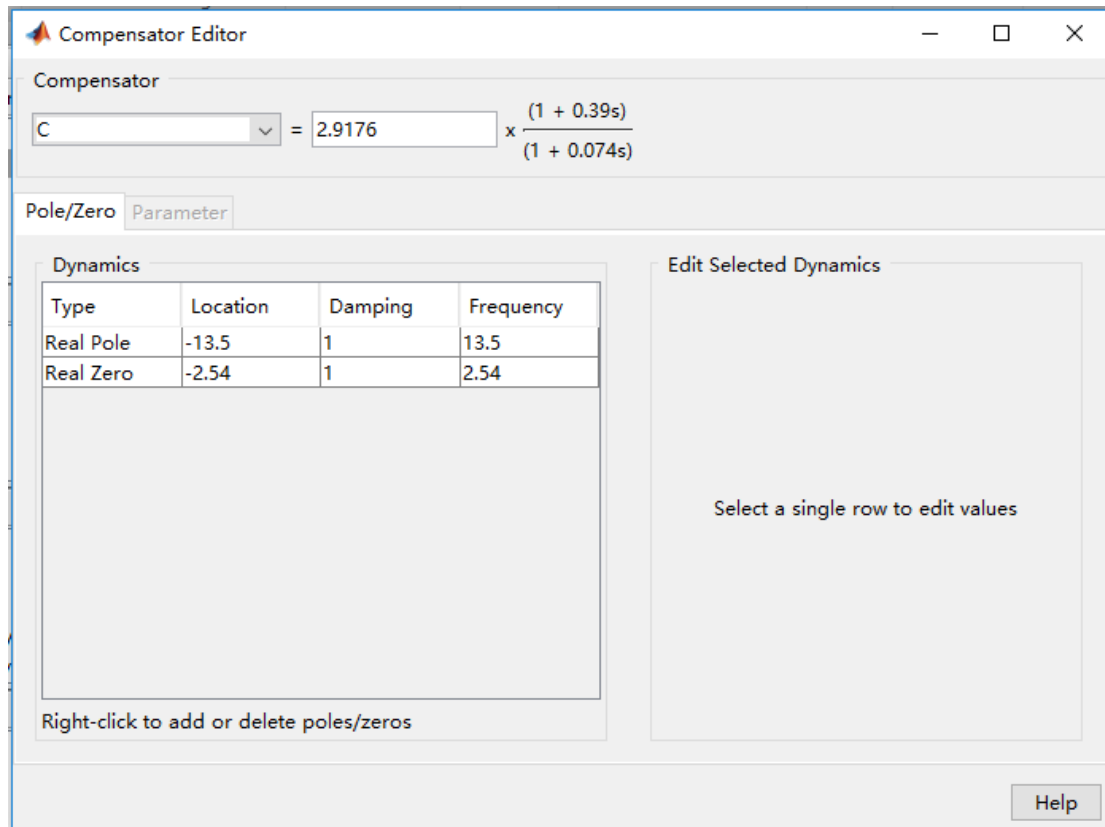 Compensator Editor
Compensator
C = 2.9176 x (1 + 0.39s)
(1 + 0.074s)
Pole/Zero Parameter
Dynamics
Type Location Damping Frequency
Real Pole -13.5 1 13.5
Real Zero -2.54 1 2.54
Right-click to add or delete poles/zeros
Edit Selected Dynamics
Select a single row to edit values
Help